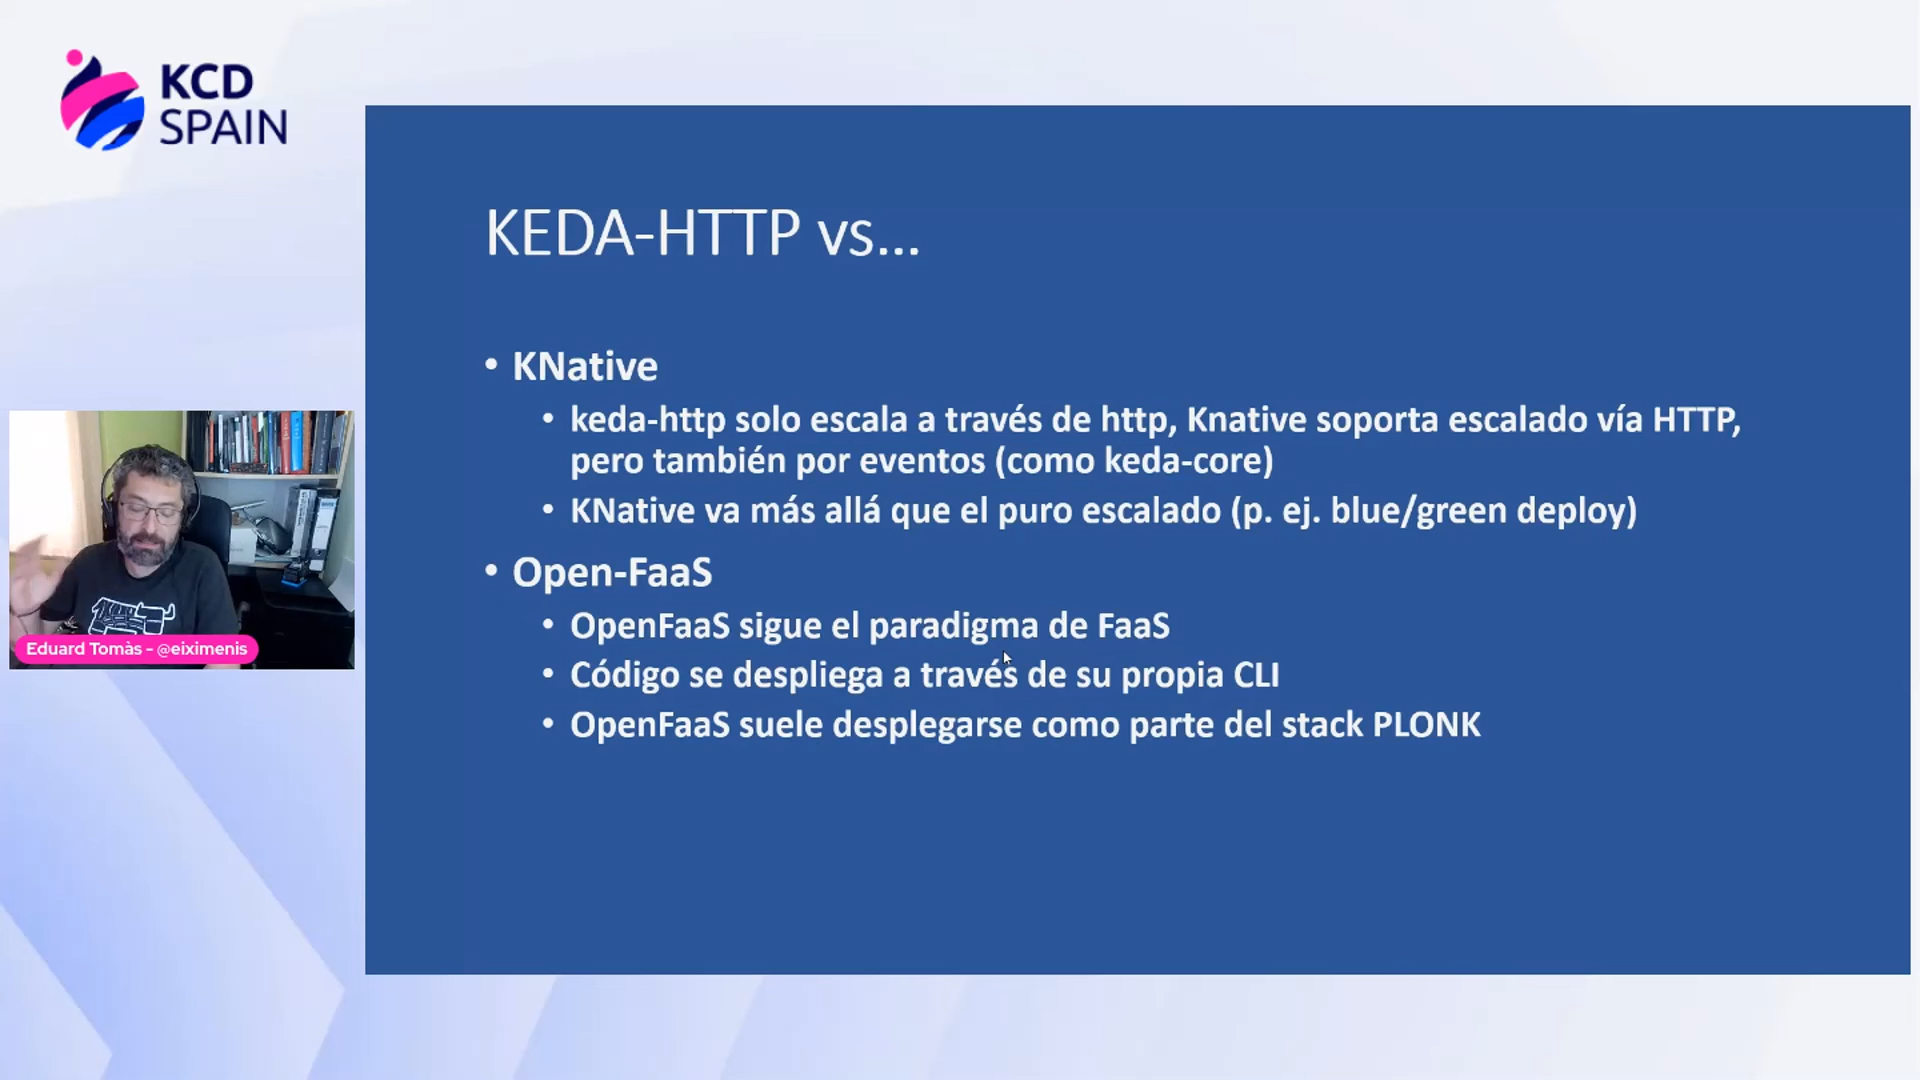 KCD
SPAIN
KEDA-HTTP vs...
• KNative
• keda-http solo escala a través de http, Knative soporta escalado vía HTTP,
pero también por eventos (como keda-core)
• KNative va más allá que el puro escalado (p. ej. blue/green deploy)
• Open-FaaS
• OpenFaaS sigue el paradigma de FaaS
• Código se despliega a través de su propia CLI
• OpenFaaS suele desplegarse como parte del stack PLONK
Eduard Tomàs - @eiximenis